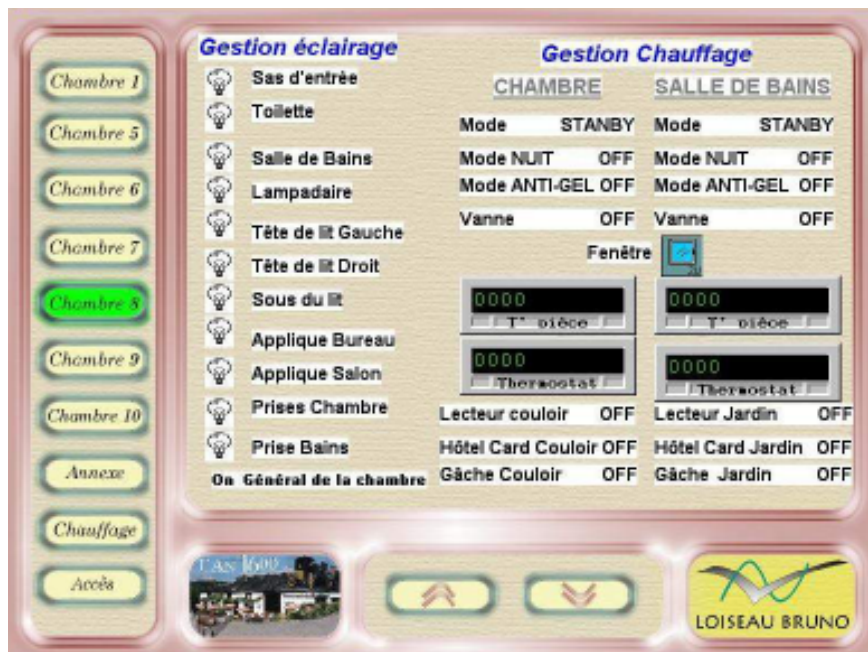 Chambre 1
Chambre 5
Chambre 6
Chambre 7
Chambre 8
Chambre 9
Chambre 10
Annexe
Chauffage
Accès
Gestion éclairage
Sas d'entrée
Toilette
Salle de Bains
Lampadaire
Tête de lit Gauche
Tête de lit Droit
Sous du lit
Applique Bureau
Applique Salon
Prises Chambre
Prise Bains
On Général de la chambre
Gestion Chauffage
CHAMBRE SALLE DE BAINS
Mode STANBY Mode STANBY
Mode NUIT OFF Mode NUIT OFF
Mode ANTI-GEL OFF Mode ANTI-GEL OFF
Vanne OFF Vanne OFF
Fenêtre
0000 0000
T° pièce T° pièce
0000 0000
Thermostat Thermostat
Lecteur couloir OFF Lecteur Jardin OFF
Hôtel Card Couloir OFF Hôtel Card Jardin OFF
Gâche Couloir OFF Gâche Jardin OFF
L'AN 1600
LOISEAU BRUNO